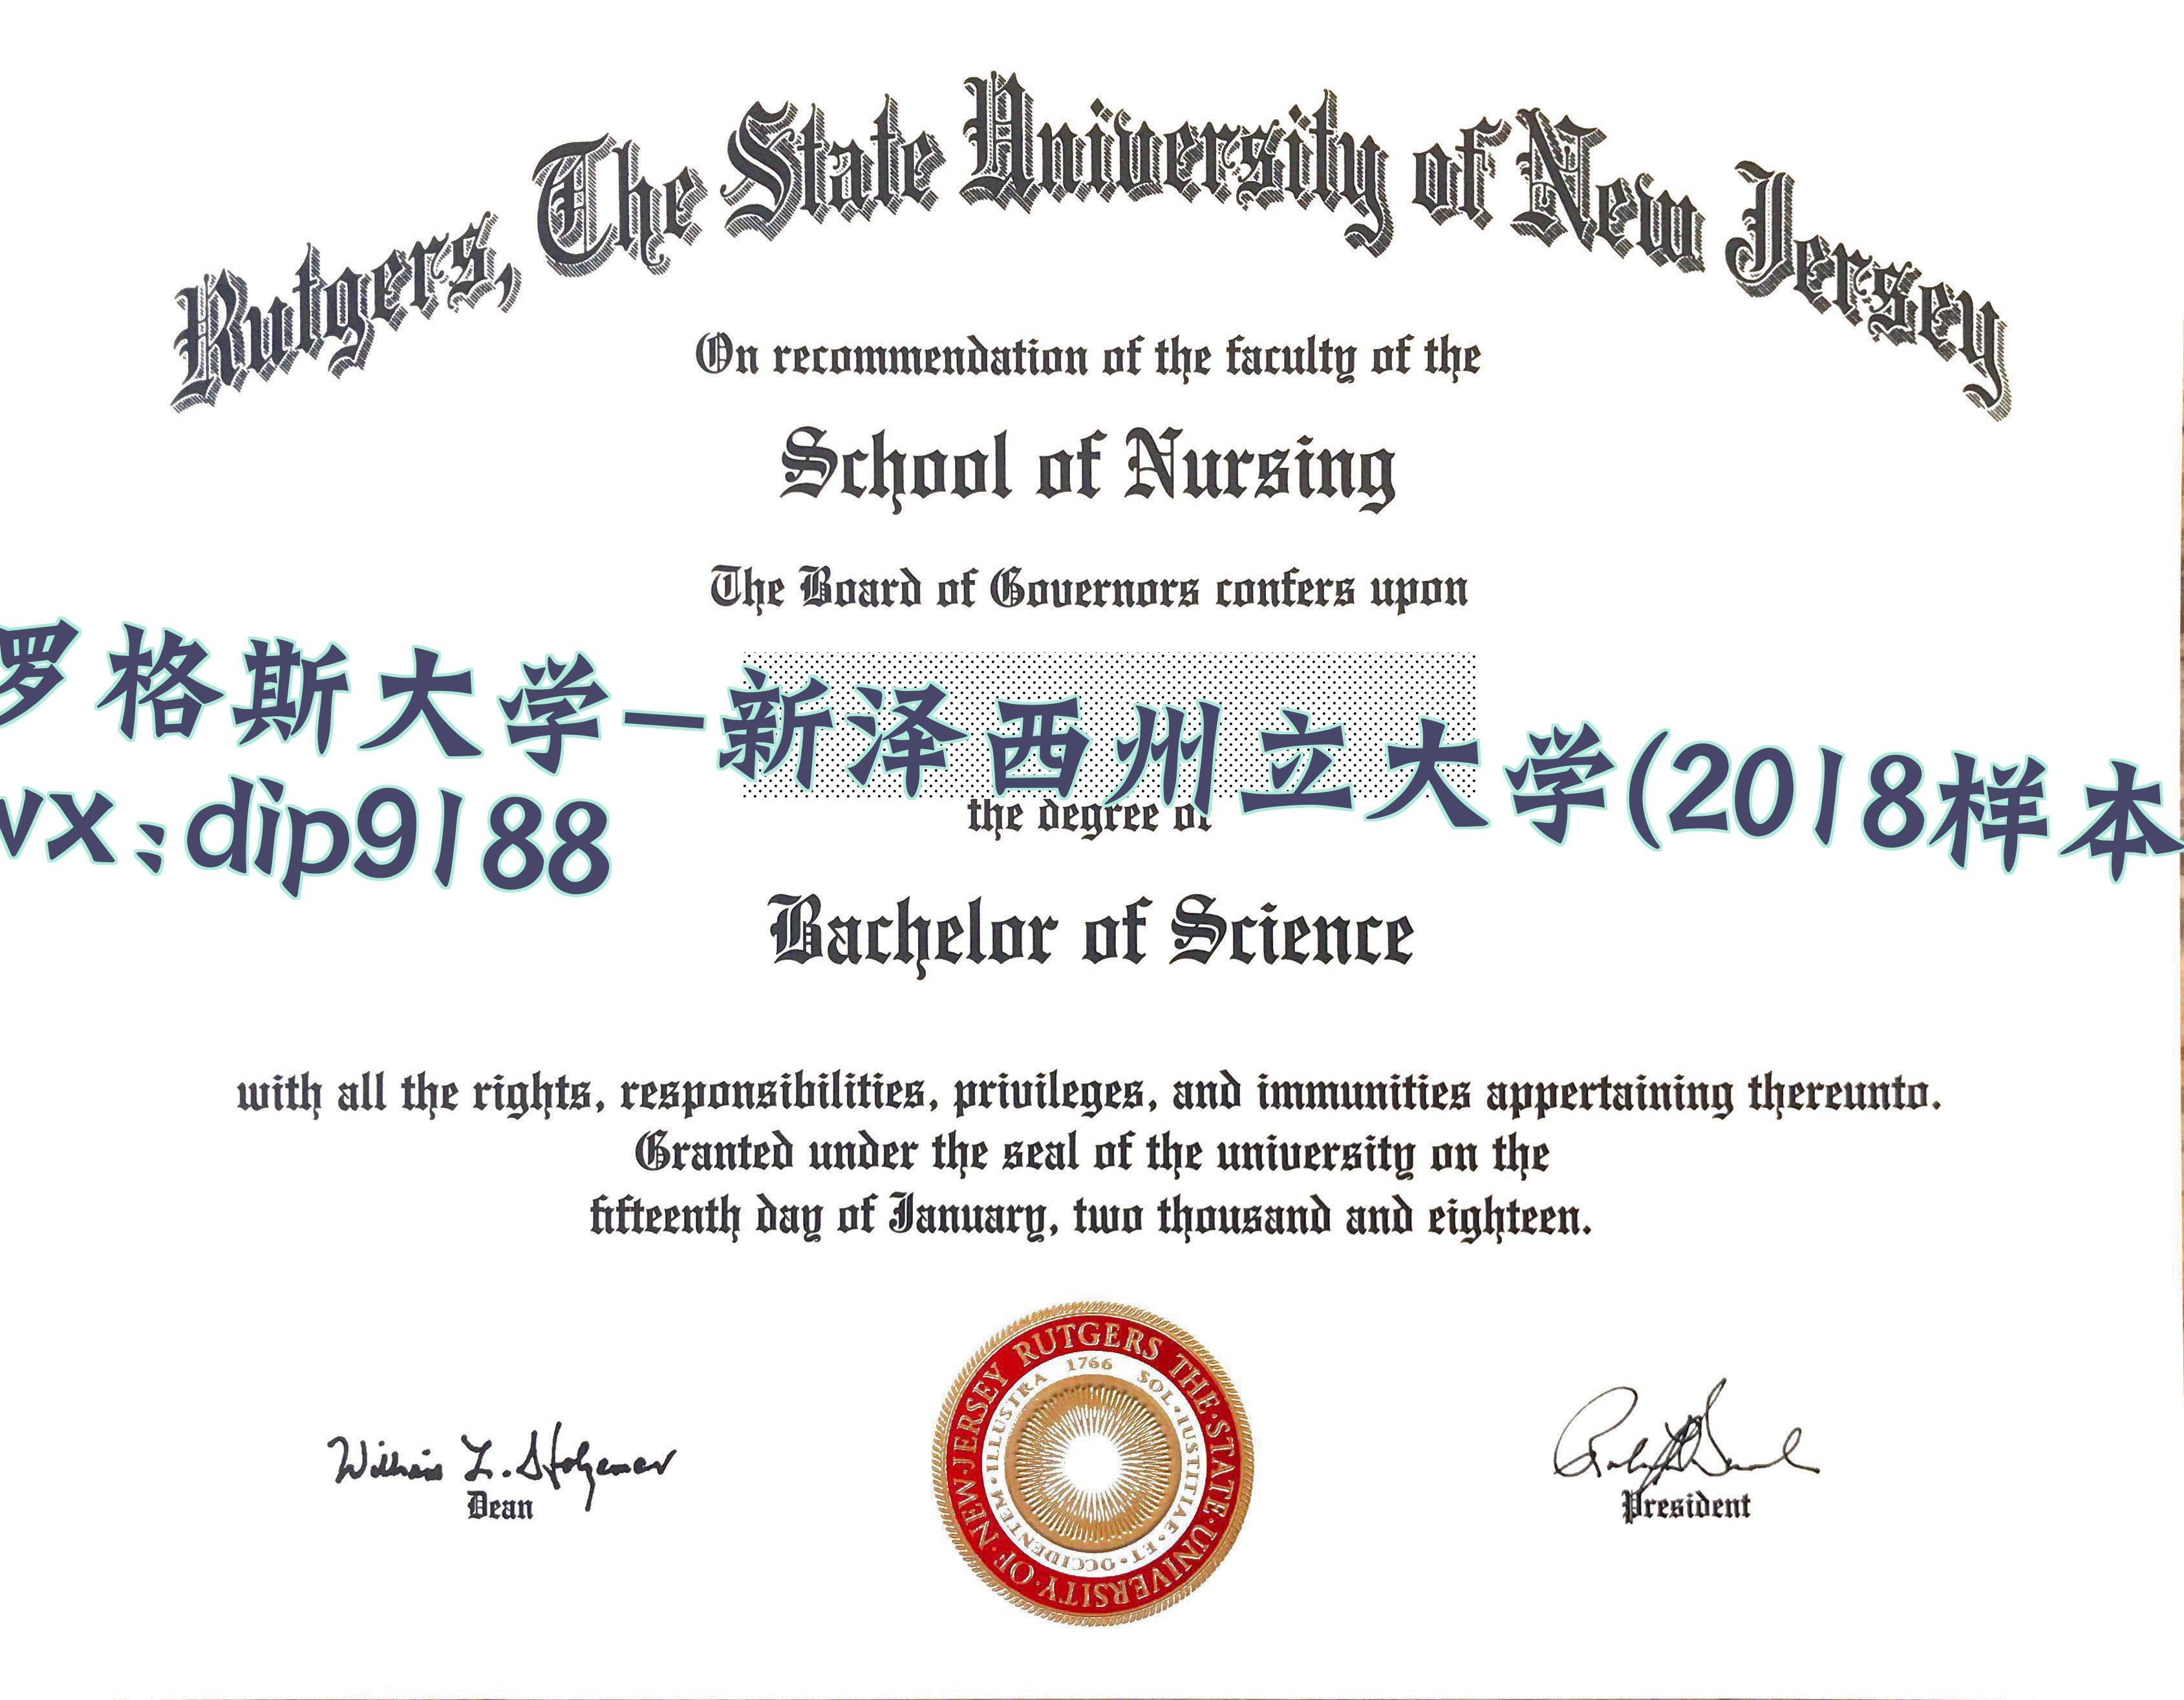 Rutgers, The State University of New Jersey
On recommendation of the faculty of the
School of Nursing
The Board of Governors confers upon
罗格斯大学-新泽西州立大学(2018样本
vx:dip9188
the degree of
Bachelor of Science
with all the rights, responsibilities, privileges, and immunities appertaining thereunto.
Granted under the seal of the university on the
fifteenth day of January, two thousand and eighteen.
William L. Holzemer
Dean
RUTGERS THE·STATE·UNIVERSITY·OF·NEW·JERSEY
1766
SOL·IUSTITIAE·ET·OCCIDENTEM·ILLUSTRA
President